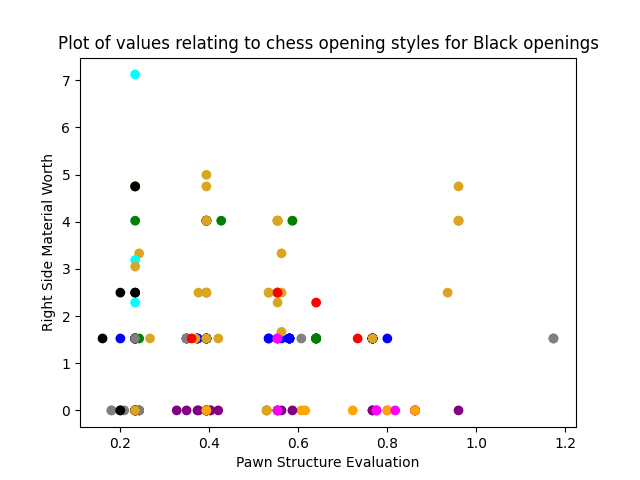 Plot of values relating to chess opening styles for Black openings
Right Side Material Worth
7
6
5
4
3
2
1
0
0.2 0.4 0.6 0.8 1.0 1.2
Pawn Structure Evaluation